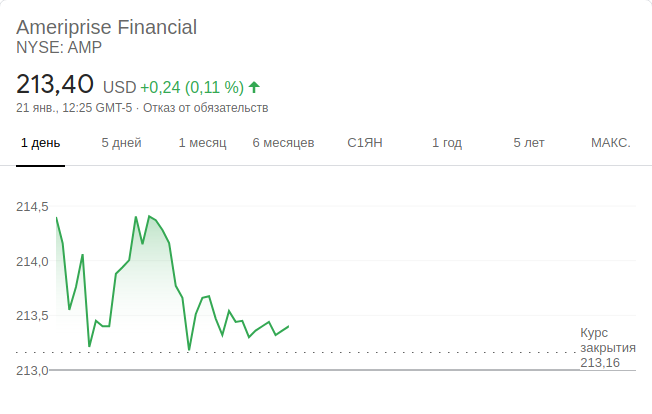 Ameriprise Financial
NYSE: AMP
213,40 USD +0,24 (0,11 %)
21 янв., 12:25 GMT-5 · Отказ от обязательств
1 день 5 дней 1 месяц 6 месяцев С1ЯН 1 год 5 лет МАКС.
214,5
214,0
213,5
Курс
закрытия
213,16
213,0